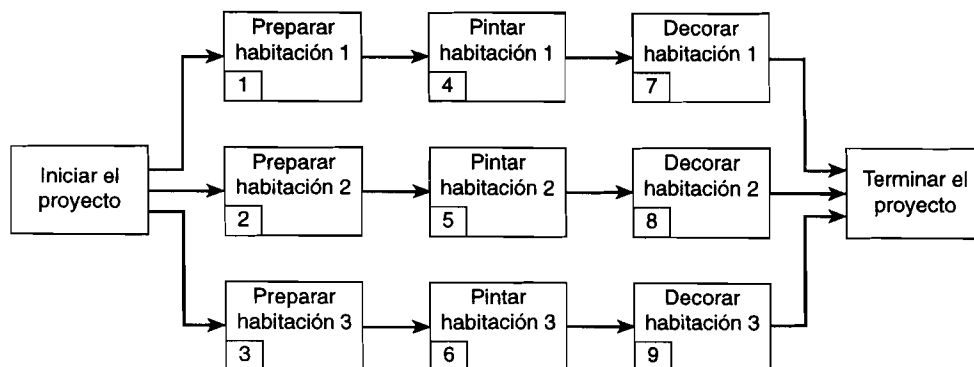 Preparar
habitación 1
1
Pintar
habitación 1
4
Decorar
habitación 1
7
Iniciar el
proyecto
Preparar
habitación 2
2
Pintar
habitación 2
5
Decorar
habitación 2
8
Terminar el
proyecto
Preparar
habitación 3
3
Pintar
habitación 3
6
Decorar
habitación 3
9